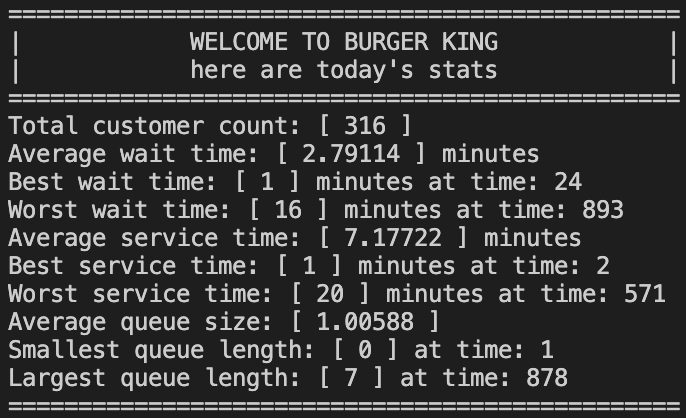 ================================================
|            WELCOME TO BURGER KING            |
|            here are today's stats            |
================================================
Total customer count: [ 316 ]
Average wait time: [ 2.79114 ] minutes
Best wait time: [ 1 ] minutes at time: 24
Worst wait time: [ 16 ] minutes at time: 893
Average service time: [ 7.17722 ] minutes
Best service time: [ 1 ] minutes at time: 2
Worst service time: [ 20 ] minutes at time: 571
Average queue size: [ 1.00588 ]
Smallest queue length: [ 0 ] at time: 1
Largest queue length: [ 7 ] at time: 878
================================================